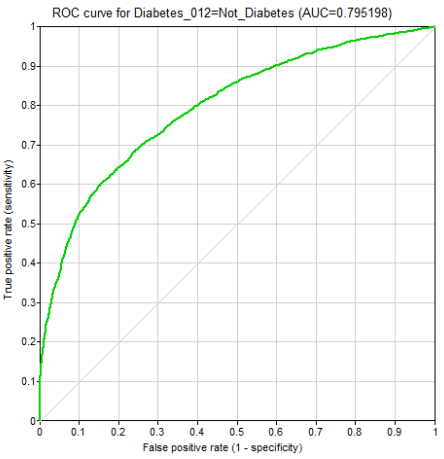 ROC curve for Diabetes_012=Not_Diabetes (AUC=0.795198)
True positive rate (sensitivity)
1
0.9
0.8
0.7
0.6
0.5
0.4
0.3
0.2
0.1
0
0 0.1 0.2 0.3 0.4 0.5 0.6 0.7 0.8 0.9 1
False positive rate (1 - specificity)